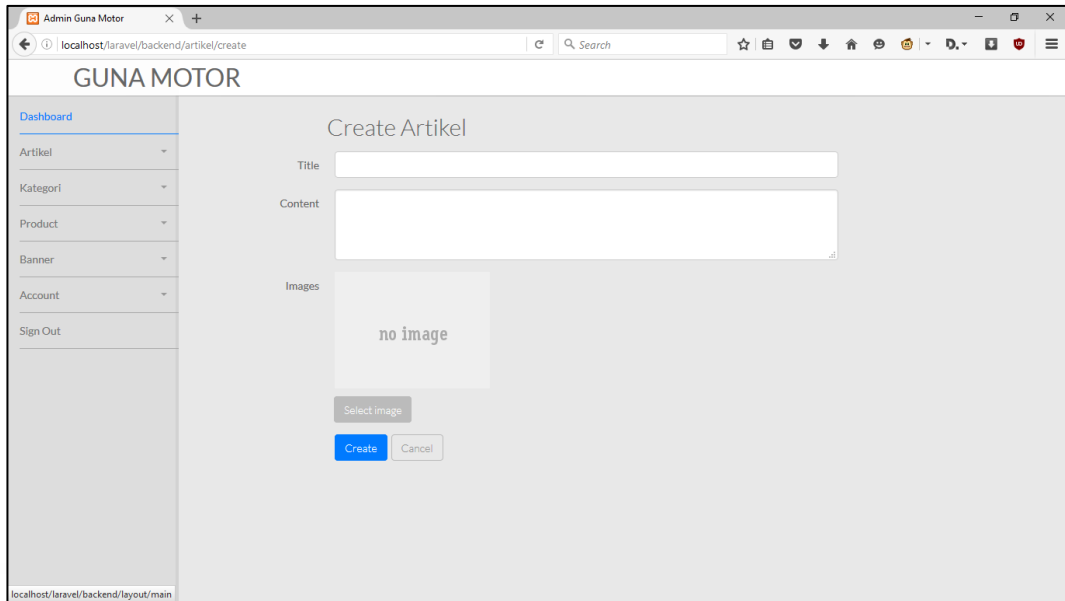 Admin Guna Motor
localhost/laravel/backend/artikel/create
Search
D.
GUNA MOTOR
Dashboard
Artikel
Kategori
Product
Banner
Account
Sign Out
Create Artikel
Title
Content
Images
no image
Select image
Create Cancel
localhost/laravel/backend/layout/main